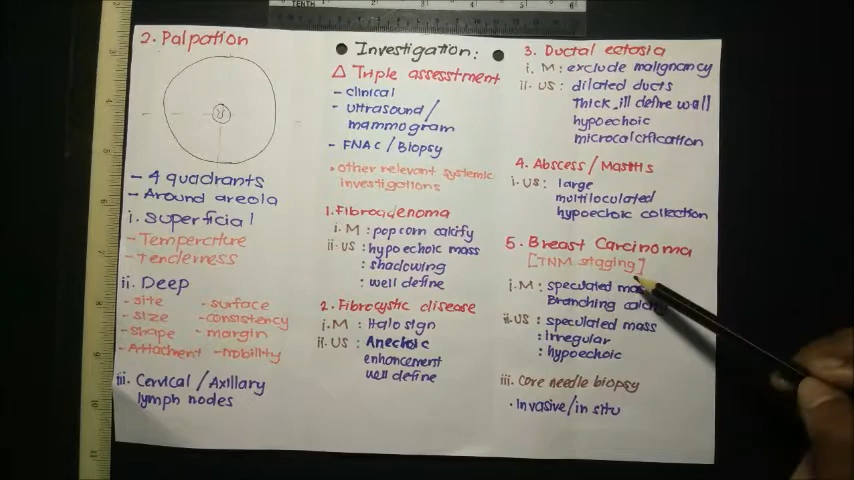 2. Palpation
- 4 quadrants
- Around areola
i. Superficial
- Temperature
- Tenderness
ii. Deep
- site
- size
- shape
- Attachment
- surface
- consistency
- margin
- mobility
iii. Cervical / Axillary
lymph nodes
Investigation:
Δ Triple assesstment
- clinical
- ultrasound /
mammogram
- FNAC / Biopsy
• other relevant systemic
investigations
1. Fibroadenoma
i. M : pop corn calcify
ii. US : hypoechoic mass
: shadowing
: well define
2. Fibrocystic disease
i. M : Halo sign
ii. US : Anechoic
enhancement
well define
3. Ductal ectasia
i. M : exclude malignancy
ii. US : dilated ducts
Thick, ill define wall
hypoechoic
microcalcification
4. Abscess / Mastitis
i. US : large
multiloculated
hypoechoic collection
5. Breast Carcinoma
[TNM staging]
i. M : speculated
Branching
ii. US : speculated mass
: Irregular
: hypoechoic
iii. Core needle biopsy
• Invasive/in situ
TENTH